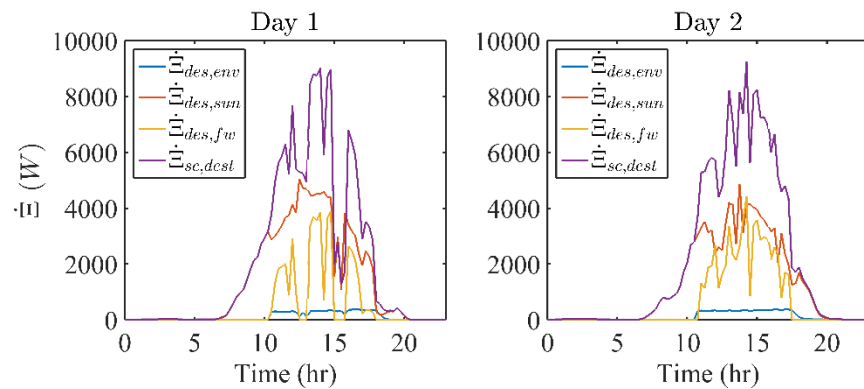 Day 1
10000
8000
6000
4000
2000
0
Ξ̇ (W)
Ξ̇des,env
Ξ̇des,sun
Ξ̇des,fw
Ξ̇sc,dest
0 5 10 15 20
Time (hr)
Day 2
10000
8000
6000
4000
2000
0
Ξ̇des,env
Ξ̇des,sun
Ξ̇des,fw
Ξ̇sc,dest
0 5 10 15 20
Time (hr)